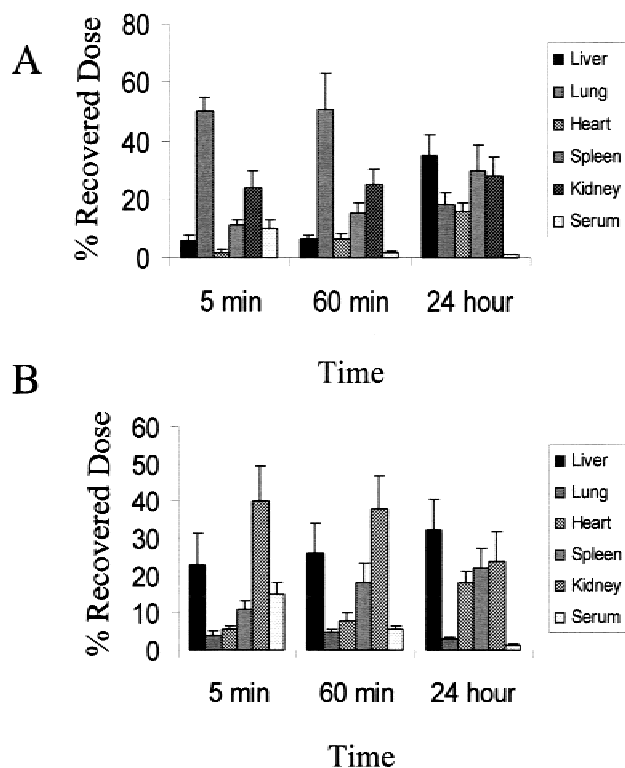 A
% Recovered Dose
80
60
40
20
0
5 min 60 min 24 hour
Time
Liver
Lung
Heart
Spleen
Kidney
Serum
B
% Recovered Dose
60
50
40
30
20
10
0
5 min 60 min 24 hour
Time
Liver
Lung
Heart
Spleen
Kidney
Serum